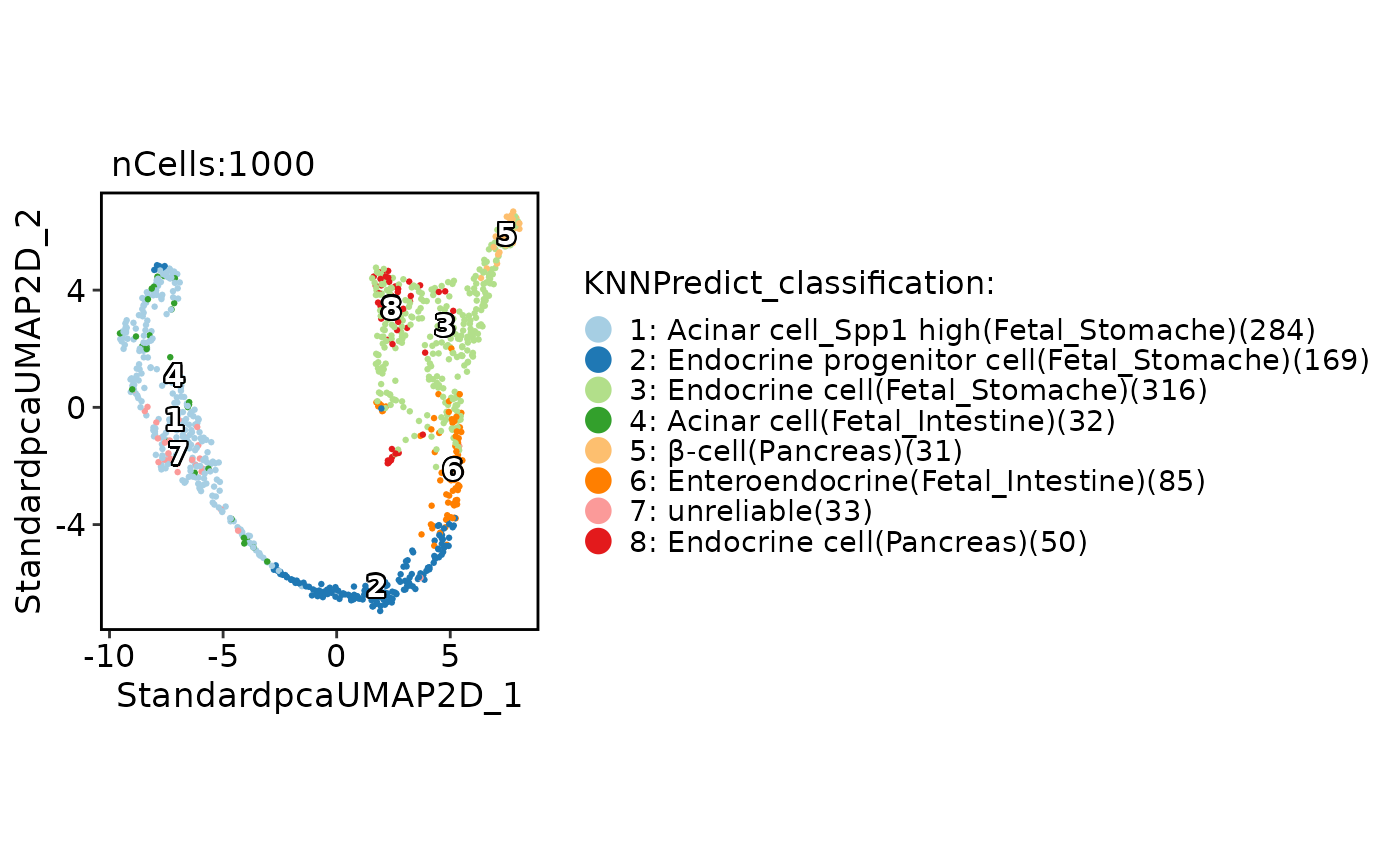 nCells:1000
StandardpcaUMAP2D_2
4
0
-4
5
8
3
4
1
7
6
2
-10
-5
0
5
StandardpcaUMAP2D_1
KNNPredict_classification:
1: Acinar cell_Spp1 high(Fetal_Stomache)(284)
2: Endocrine progenitor cell(Fetal_Stomache)(169)
3: Endocrine cell(Fetal_Stomache)(316)
4: Acinar cell(Fetal_Intestine)(32)
5: β-cell(Pancreas)(31)
6: Enteroendocrine(Fetal_Intestine)(85)
7: unreliable(33)
8: Endocrine cell(Pancreas)(50)